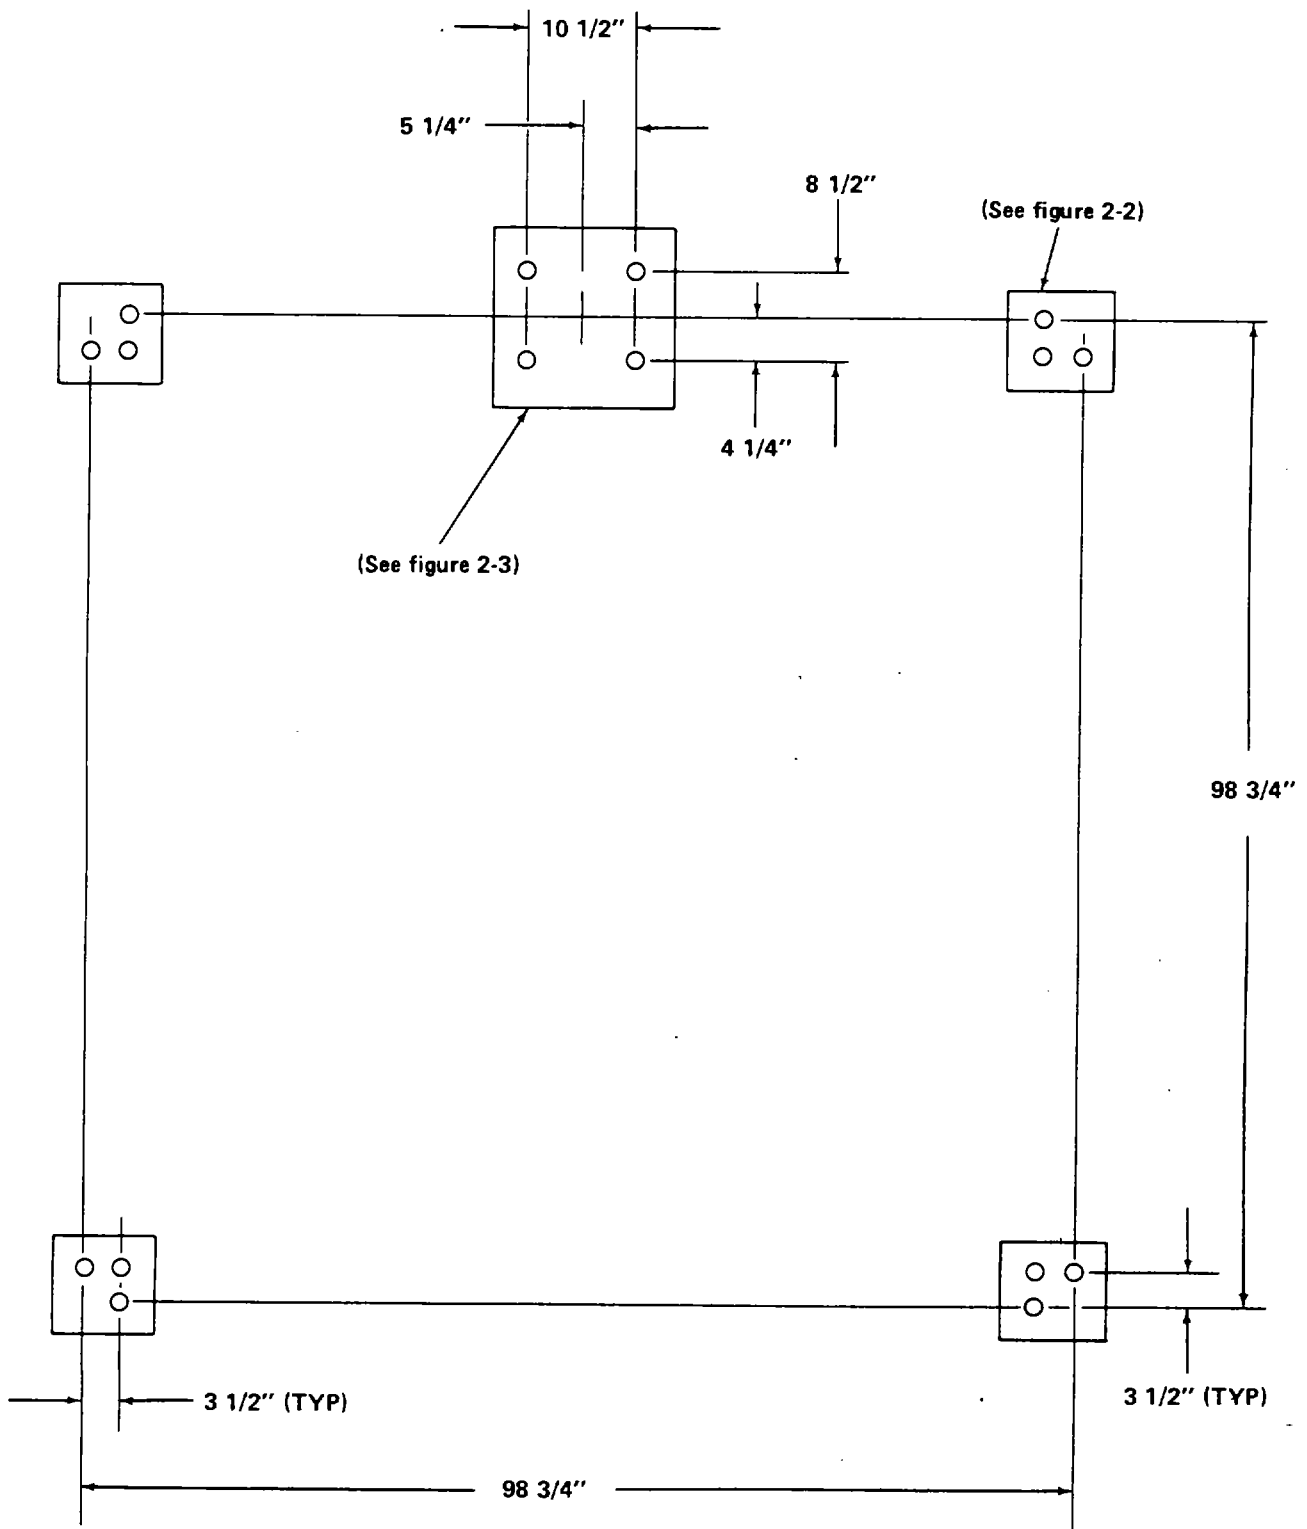 10 1/2"
5 1/4"
8 1/2"
(See figure 2-2)
4 1/4"
(See figure 2-3)
98 3/4"
3 1/2" (TYP)
3 1/2" (TYP)
98 3/4"